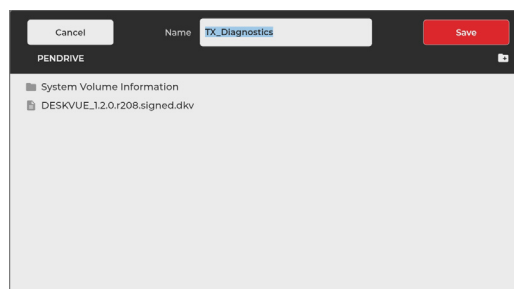 Cancel Name TX_Diagnostics Save
PENDRIVE
System Volume Information
DESKVUE_1.2.0.r208.signed.dkv